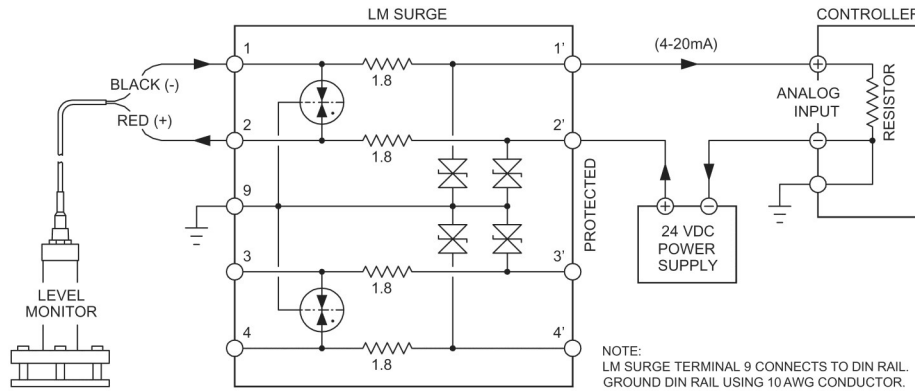 LM SURGE
CONTROLLER
1
1.8
1'
(4-20mA)
+
BLACK (-)
RED (+)
ANALOG
INPUT
RESISTOR
2
1.8
2'
−
9
PROTECTED
+ −
24 VDC
POWER
SUPPLY
3
1.8
3'
LEVEL
MONITOR
4
1.8
4'
NOTE:
LM SURGE TERMINAL 9 CONNECTS TO DIN RAIL.
GROUND DIN RAIL USING 10 AWG CONDUCTOR.